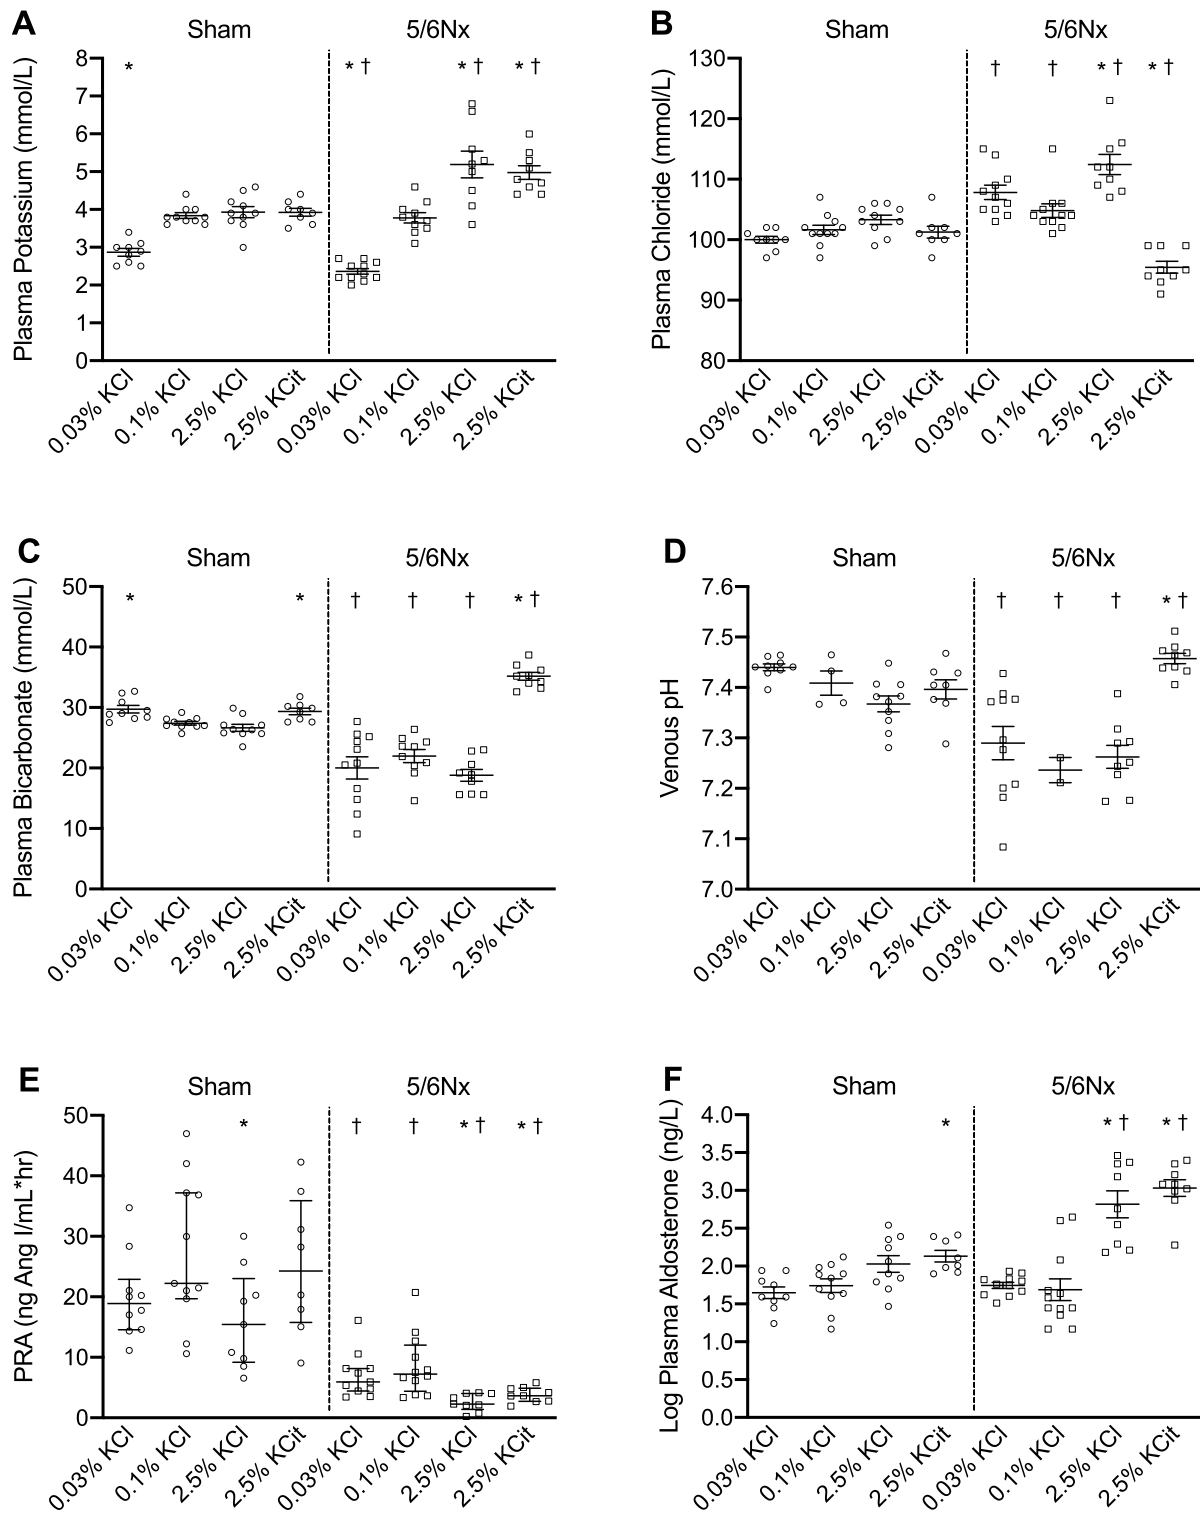 A
Sham 5/6Nx
Plasma Potassium (mmol/L)
8
7
6
5
4
3
2
1
0
* * † * † * †
0.03% KCl 0.1% KCl 2.5% KCl 2.5% KCit 0.03% KCl 0.1% KCl 2.5% KCl 2.5% KCit
B
Sham 5/6Nx
Plasma Chloride (mmol/L)
130
120
110
100
90
80
† † * † * †
0.03% KCl 0.1% KCl 2.5% KCl 2.5% KCit 0.03% KCl 0.1% KCl 2.5% KCl 2.5% KCit
C
Sham 5/6Nx
Plasma Bicarbonate (mmol/L)
50
40
30
20
10
0
* * † † † * †
0.03% KCl 0.1% KCl 2.5% KCl 2.5% KCit 0.03% KCl 0.1% KCl 2.5% KCl 2.5% KCit
D
Sham 5/6Nx
Venous pH
7.6
7.5
7.4
7.3
7.2
7.1
7.0
† † † * †
0.03% KCl 0.1% KCl 2.5% KCl 2.5% KCit 0.03% KCl 0.1% KCl 2.5% KCl 2.5% KCit
E
Sham 5/6Nx
PRA (ng Ang I/mL*hr)
50
40
30
20
10
0
* † † * † * †
0.03% KCl 0.1% KCl 2.5% KCl 2.5% KCit 0.03% KCl 0.1% KCl 2.5% KCl 2.5% KCit
F
Sham 5/6Nx
Log Plasma Aldosterone (ng/L)
4.0
3.5
3.0
2.5
2.0
1.5
1.0
0.5
0.0
* * † * †
0.03% KCl 0.1% KCl 2.5% KCl 2.5% KCit 0.03% KCl 0.1% KCl 2.5% KCl 2.5% KCit